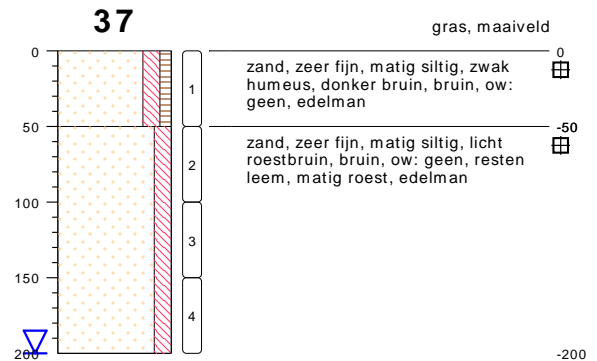 37
gras, maaiveld
0
0
zand, zeer fijn, matig siltig, zwak
humeus, donker bruin, bruin, ow:
geen, edelman
1
50
-50
zand, zeer fijn, matig siltig, licht
roestbruin, bruin, ow: geen, resten
leem, matig roest, edelman
2
100
3
150
4
200
-200